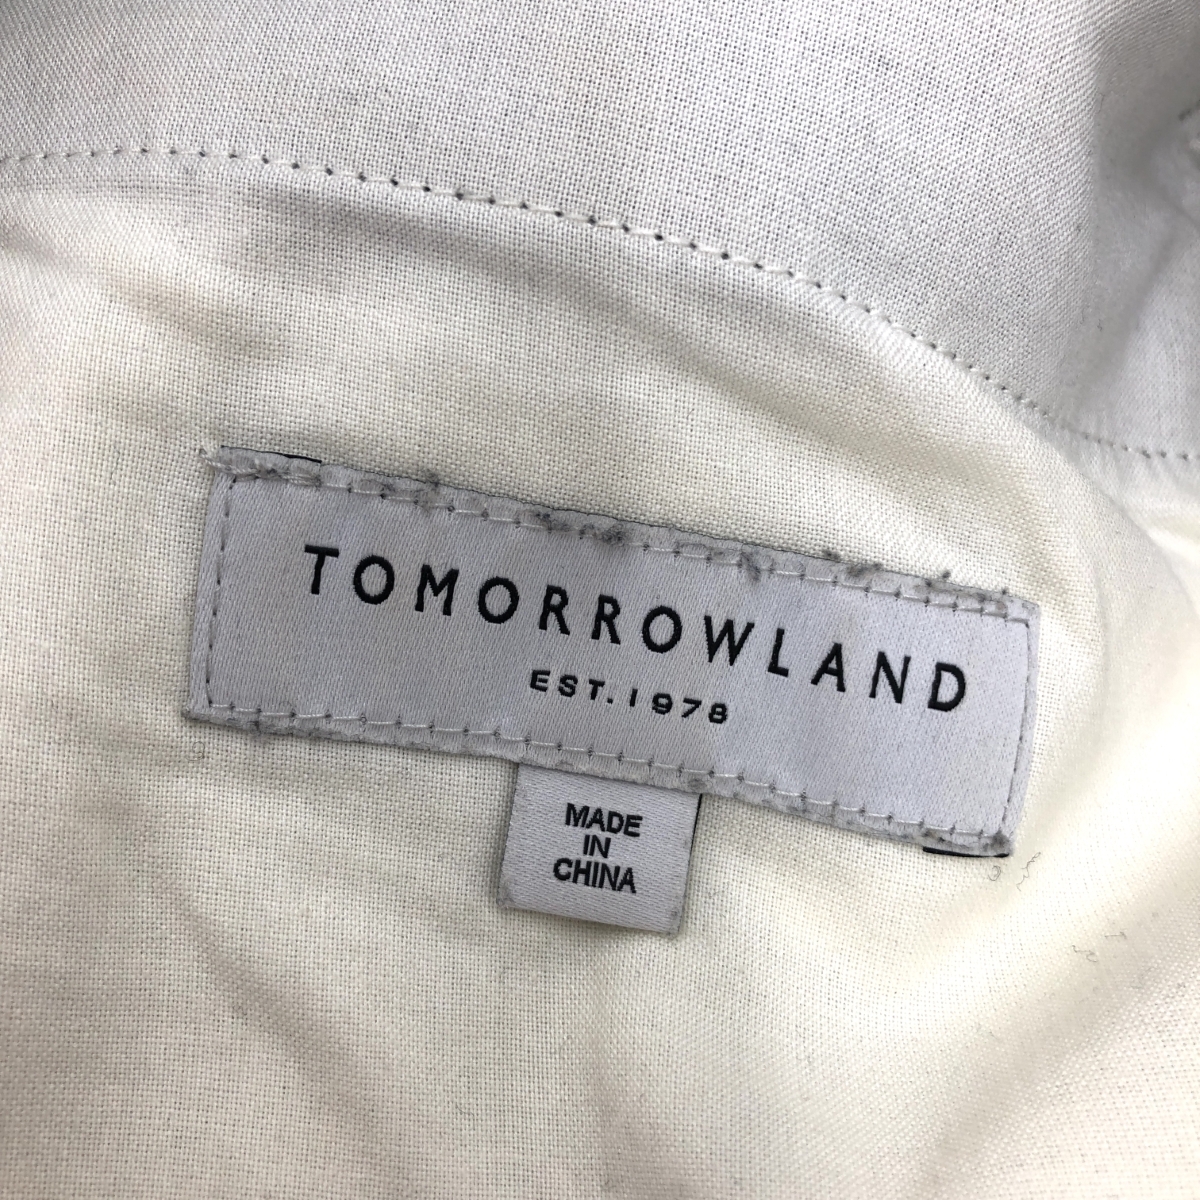 TOMORROWLAND
EST. 1978
MADE
IN
CHINA